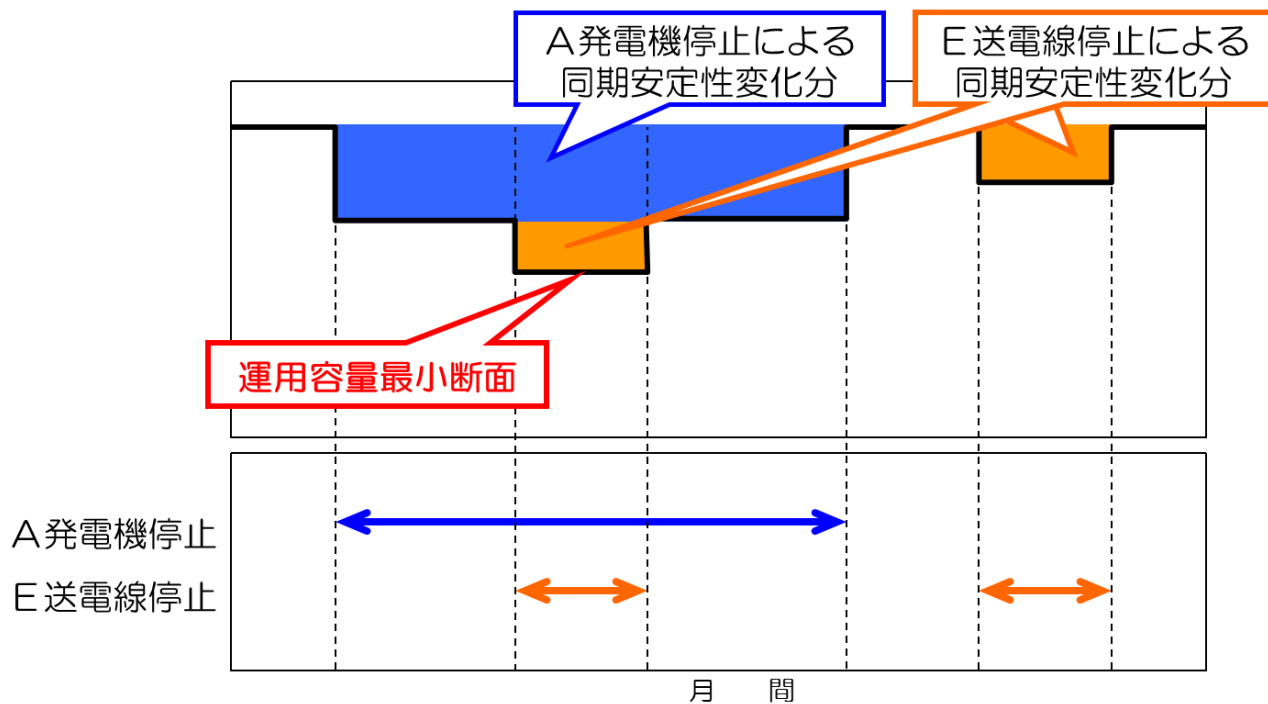 A発電機停止による
同期安定性変化分
E送電線停止による
同期安定性変化分
運用容量最小断面
A発電機停止
E送電線停止
月　間